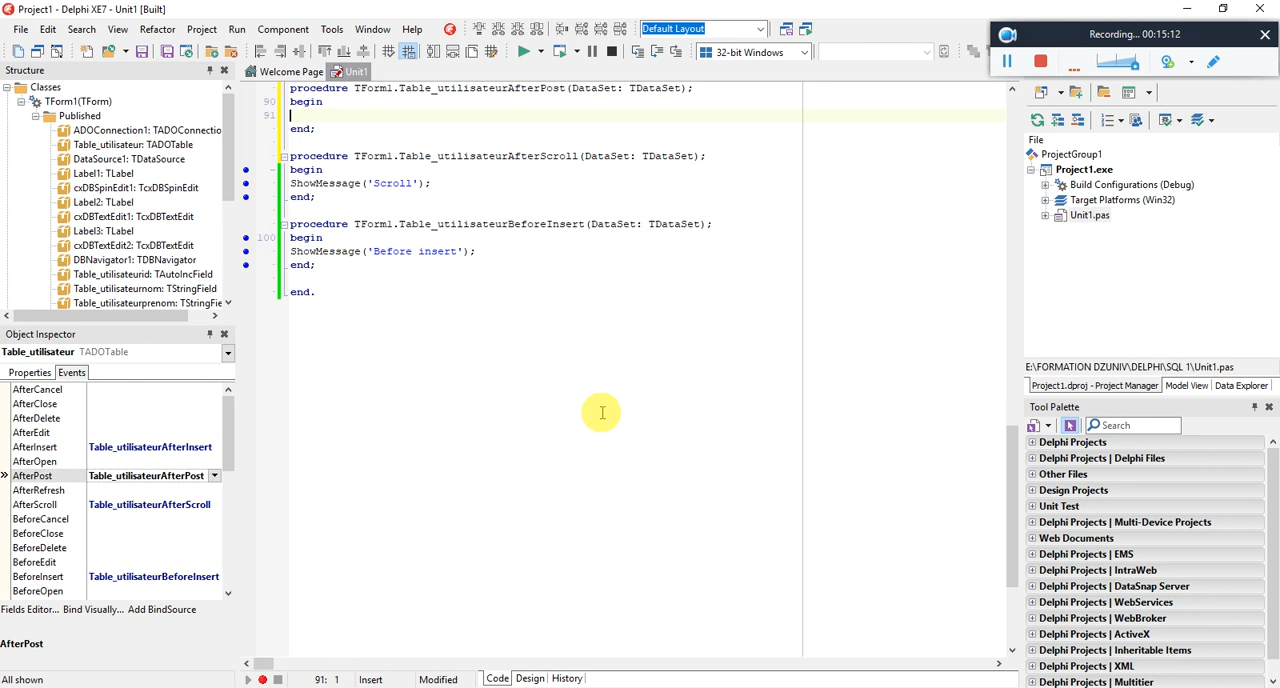 Project1 - Delphi XE7 - Unit1 [Built]
File Edit Search View Refactor Project Run Component Tools Window Help
Default Layout
32-bit Windows
Recording... 00:15:12
Structure
Welcome Page
Unit1
Classes
TForm1(TForm)
Published
ADOConnection1: TADOConnectio
Table_utilisateur: TADOTable
DataSource1: TDataSource
Label1: TLabel
cxDBSpinEdit1: TcxDBSpinEdit
Label2: TLabel
cxDBTextEdit1: TcxDBTextEdit
Label3: TLabel
cxDBTextEdit2: TcxDBTextEdit
DBNavigator1: TDBNavigator
Table_utilisateurid: TAutoIncField
Table_utilisateurnom: TStringField
Table_utilisateurprenom: TStringFie
procedure TForm1.Table_utilisateurAfterPost(DataSet: TDataSet);
90 begin
91
end;
procedure TForm1.Table_utilisateurAfterScroll(DataSet: TDataSet);
begin
ShowMessage('Scroll');
end;
procedure TForm1.Table_utilisateurBeforeInsert(DataSet: TDataSet);
100 begin
ShowMessage('Before insert');
end;
end.
Object Inspector
Table_utilisateur TADOTable
Properties Events
AfterCancel
AfterClose
AfterDelete
AfterEdit
AfterInsert Table_utilisateurAfterInsert
AfterOpen
AfterPost Table_utilisateurAfterPost
AfterRefresh
AfterScroll Table_utilisateurAfterScroll
BeforeCancel
BeforeClose
BeforeDelete
BeforeEdit
BeforeInsert Table_utilisateurBeforeInsert
BeforeOpen
Fields Editor... Bind Visually... Add BindSource
AfterPost
All shown
91: 1 Insert Modified
Code Design History
File
ProjectGroup1
Project1.exe
Build Configurations (Debug)
Target Platforms (Win32)
Unit1.pas
E:\FORMATION DZUNIV\DELPHI\SQL 1\Unit1.pas
Project1.dproj - Project Manager Model View Data Explorer
Tool Palette
Search
Delphi Projects
Delphi Projects | Delphi Files
Other Files
Design Projects
Unit Test
Delphi Projects | Multi-Device Projects
Web Documents
Delphi Projects | EMS
Delphi Projects | IntraWeb
Delphi Projects | DataSnap Server
Delphi Projects | WebServices
Delphi Projects | WebBroker
Delphi Projects | ActiveX
Delphi Projects | Inheritable Items
Delphi Projects | XML
Delphi Projects | Multitier